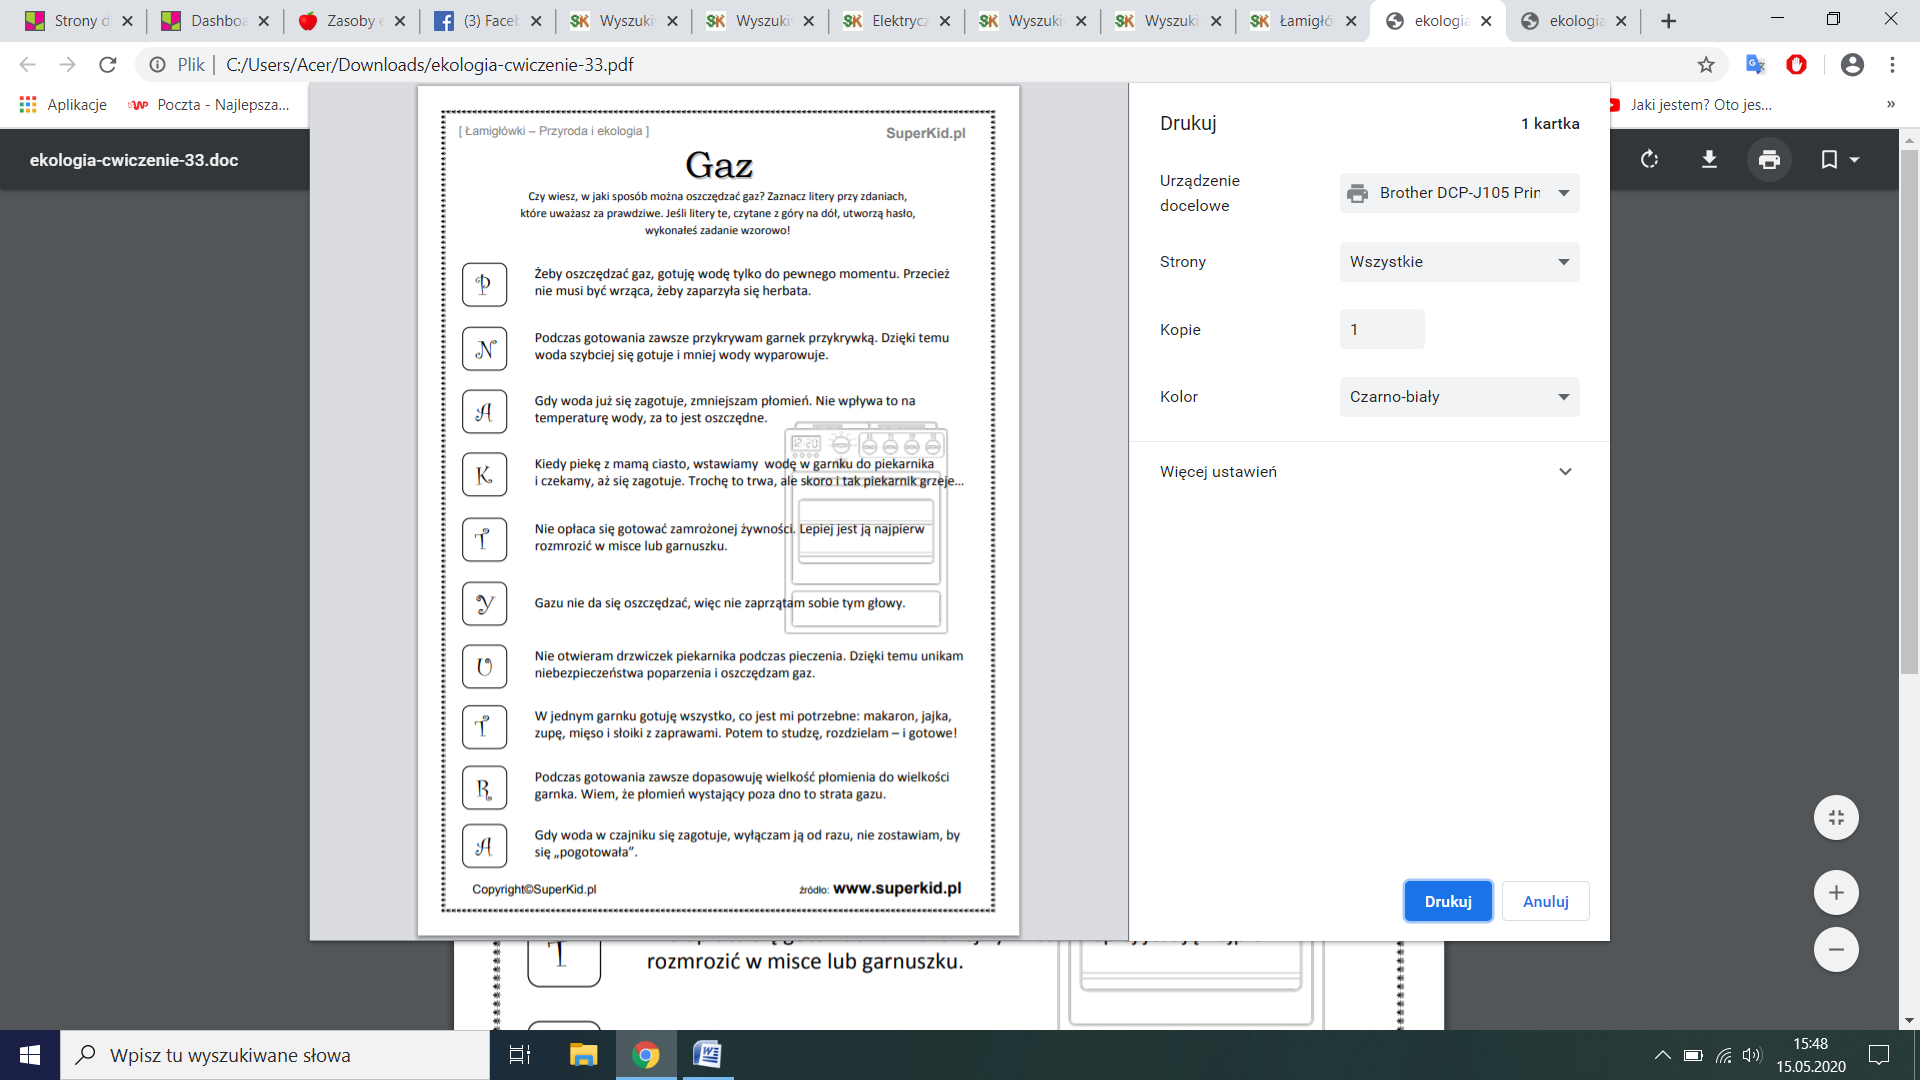 Strony d
Dashboa
Zasoby e
(3) Facel
Wyszuki
Wyszuki
Elektrycz
Wyszuki
Wyszuki
Łamigłó
ekologia
ekologia
Plik
C:/Users/Acer/Downloads/ekologia-cwiczenie-33.pdf
Aplikacje
Poczta - Najlepsza...
Jaki jestem? Oto jes...
»
ekologia-cwiczenie-33.doc
[ Łamigłówki – Przyroda i ekologia ]
SuperKid.pl
Gaz
Czy wiesz, w jaki sposób można oszczędzać gaz? Zaznacz litery przy zdaniach,
które uważasz za prawdziwe. Jeśli litery te, czytane z góry na dół, utworzą hasło,
wykonałeś zadanie wzorowo!
P
Żeby oszczędzać gaz, gotuję wodę tylko do pewnego momentu. Przecież
nie musi być wrząca, żeby zaparzyła się herbata.
N
Podczas gotowania zawsze przykrywam garnek przykrywką. Dzięki temu
woda szybciej się gotuje i mniej wody wyparowuje.
A
Gdy woda już się zagotuje, zmniejszam płomień. Nie wpływa to na
temperaturę wody, za to jest oszczędne.
12:20
K
Kiedy piekę z mamą ciasto, wstawiamy wodę w garnku do piekarnika
i czekamy, aż się zagotuje. Trochę to trwa, ale skoro i tak piekarnik grzeje...
T
Nie opłaca się gotować zamrożonej żywności. Lepiej jest ją najpierw
rozmrozić w misce lub garnuszku.
Y
Gazu nie da się oszczędzać, więc nie zaprzątam sobie tym głowy.
U
Nie otwieram drzwiczek piekarnika podczas pieczenia. Dzięki temu unikam
niebezpieczeństwa poparzenia i oszczędzam gaz.
T
W jednym garnku gotuję wszystko, co jest mi potrzebne: makaron, jajka,
zupę, mięso i słoiki z zaprawami. Potem to studzę, rozdzielam – i gotowe!
R
Podczas gotowania zawsze dopasowuję wielkość płomienia do wielkości
garnka. Wiem, że płomień wystający poza dno to strata gazu.
A
Gdy woda w czajniku się zagotuje, wyłączam ją od razu, nie zostawiam, by
się „pogotowała”.
Copyright©SuperKid.pl
źródło: www.superkid.pl
Drukuj
1 kartka
Urządzenie
docelowe
Brother DCP-J105 Prin
Strony
Wszystkie
Kopie
1
Kolor
Czarno-biały
Więcej ustawień
Drukuj
Anuluj
T
rozmrozić w misce lub garnuszku.
Wpisz tu wyszukiwane słowa
15:48
15.05.2020